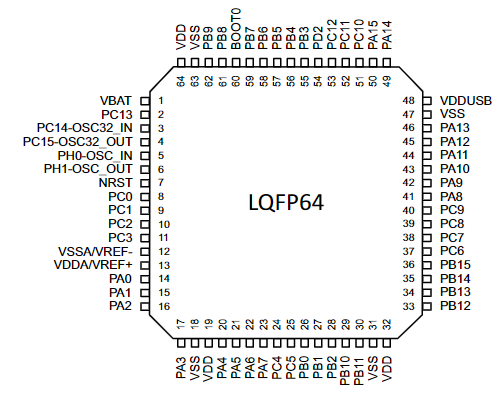 VDD
VSS
PB9
PB8
BOOT0
PB7
PB6
PB5
PB4
PB3
PD2
PC12
PC11
PC10
PA15
PA14
64 63 62 61 60 59 58 57 56 55 54 53 52 51 50 49
VBAT 1 48 VDDUSB
PC13 2 47 VSS
PC14-OSC32_IN 3 46 PA13
PC15-OSC32_OUT 4 45 PA12
PH0-OSC_IN 5 44 PA11
PH1-OSC_OUT 6 43 PA10
NRST 7 42 PA9
PC0 8 41 PA8
LQFP64
PC1 9 40 PC9
PC2 10 39 PC8
PC3 11 38 PC7
VSSA/VREF- 12 37 PC6
VDDA/VREF+ 13 36 PB15
PA0 14 35 PB14
PA1 15 34 PB13
PA2 16 33 PB12
17 18 19 20 21 22 23 24 25 26 27 28 29 30 31 32
PA3
VSS
VDD
PA4
PA5
PA6
PA7
PC4
PC5
PB0
PB1
PB2
PB10
PB11
VSS
VDD